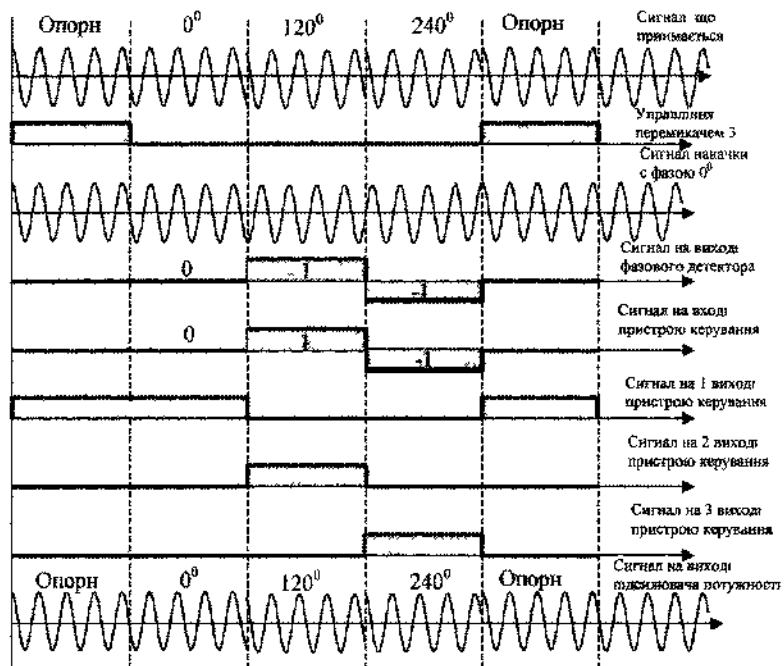 Опорн 0⁰ 120⁰ 240⁰ Опорн
Сигнал що
приймається
Управління
перемикачем 3
Сигнал накачки
с фазою 0⁰
Сигнал на виході
фазового детектора
0 1 -1
Сигнал на вході
пристрою керування
0 1 -1
Сигнал на 1 виході
пристрою керування
Сигнал на 2 виході
пристрою керування
Сигнал на 3 виході
пристрою керування
Опорн 0⁰ 120⁰ 240⁰ Опорн
Сигнал на виході
підсилювача потужності